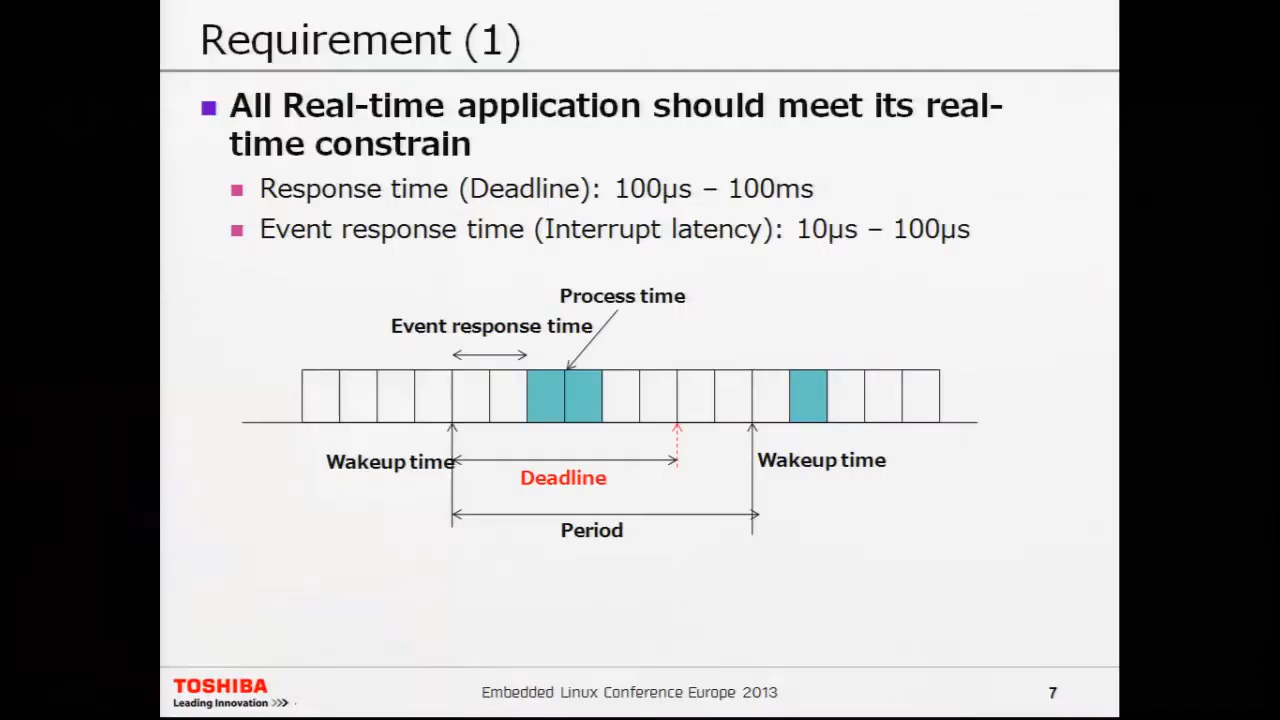 Requirement (1)
All Real-time application should meet its real-
time constrain
Response time (Deadline): 100µs – 100ms
Event response time (Interrupt latency): 10µs – 100µs
Process time
Event response time
Wakeup time
Wakeup time
Deadline
Period
TOSHIBA
Leading Innovation >>>
Embedded Linux Conference Europe 2013
7